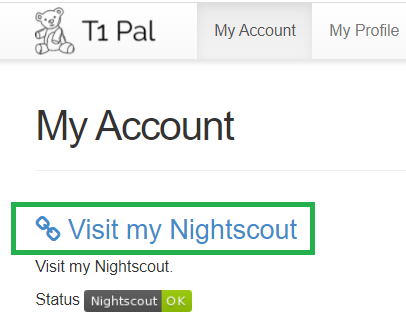 T1 Pal My Account My Profile
My Account
Visit my Nightscout
Visit my Nightscout.
Status Nightscout OK